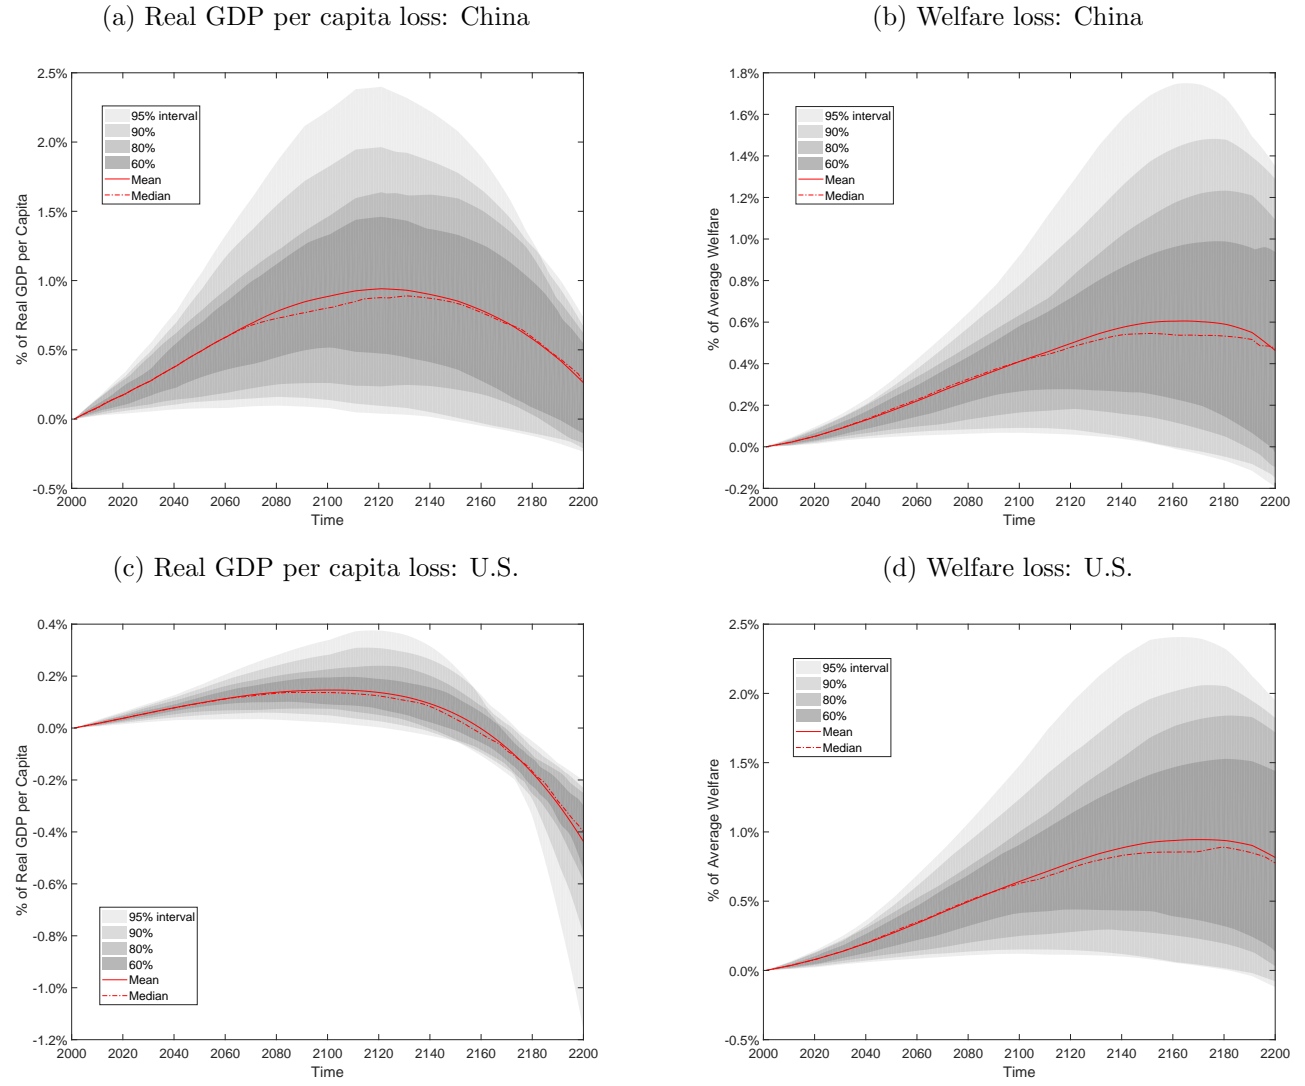 (a) Real GDP per capita loss: China
2.5%
2.0%
1.5%
1.0%
0.5%
0.0%
-0.5%
% of Real GDP per Capita
95% interval
90%
80%
60%
Mean
Median
2000 2020 2040 2060 2080 2100 2120 2140 2160 2180 2200
Time
(b) Welfare loss: China
1.8%
1.6%
1.4%
1.2%
1.0%
0.8%
0.6%
0.4%
0.2%
0.0%
-0.2%
% of Average Welfare
95% interval
90%
80%
60%
Mean
Median
2000 2020 2040 2060 2080 2100 2120 2140 2160 2180 2200
Time
(c) Real GDP per capita loss: U.S.
0.4%
0.2%
0.0%
-0.2%
-0.4%
-0.6%
-0.8%
-1.0%
-1.2%
% of Real GDP per Capita
95% interval
90%
80%
60%
Mean
Median
2000 2020 2040 2060 2080 2100 2120 2140 2160 2180 2200
Time
(d) Welfare loss: U.S.
2.5%
2.0%
1.5%
1.0%
0.5%
0.0%
-0.5%
% of Average Welfare
95% interval
90%
80%
60%
Mean
Median
2000 2020 2040 2060 2080 2100 2120 2140 2160 2180 2200
Time